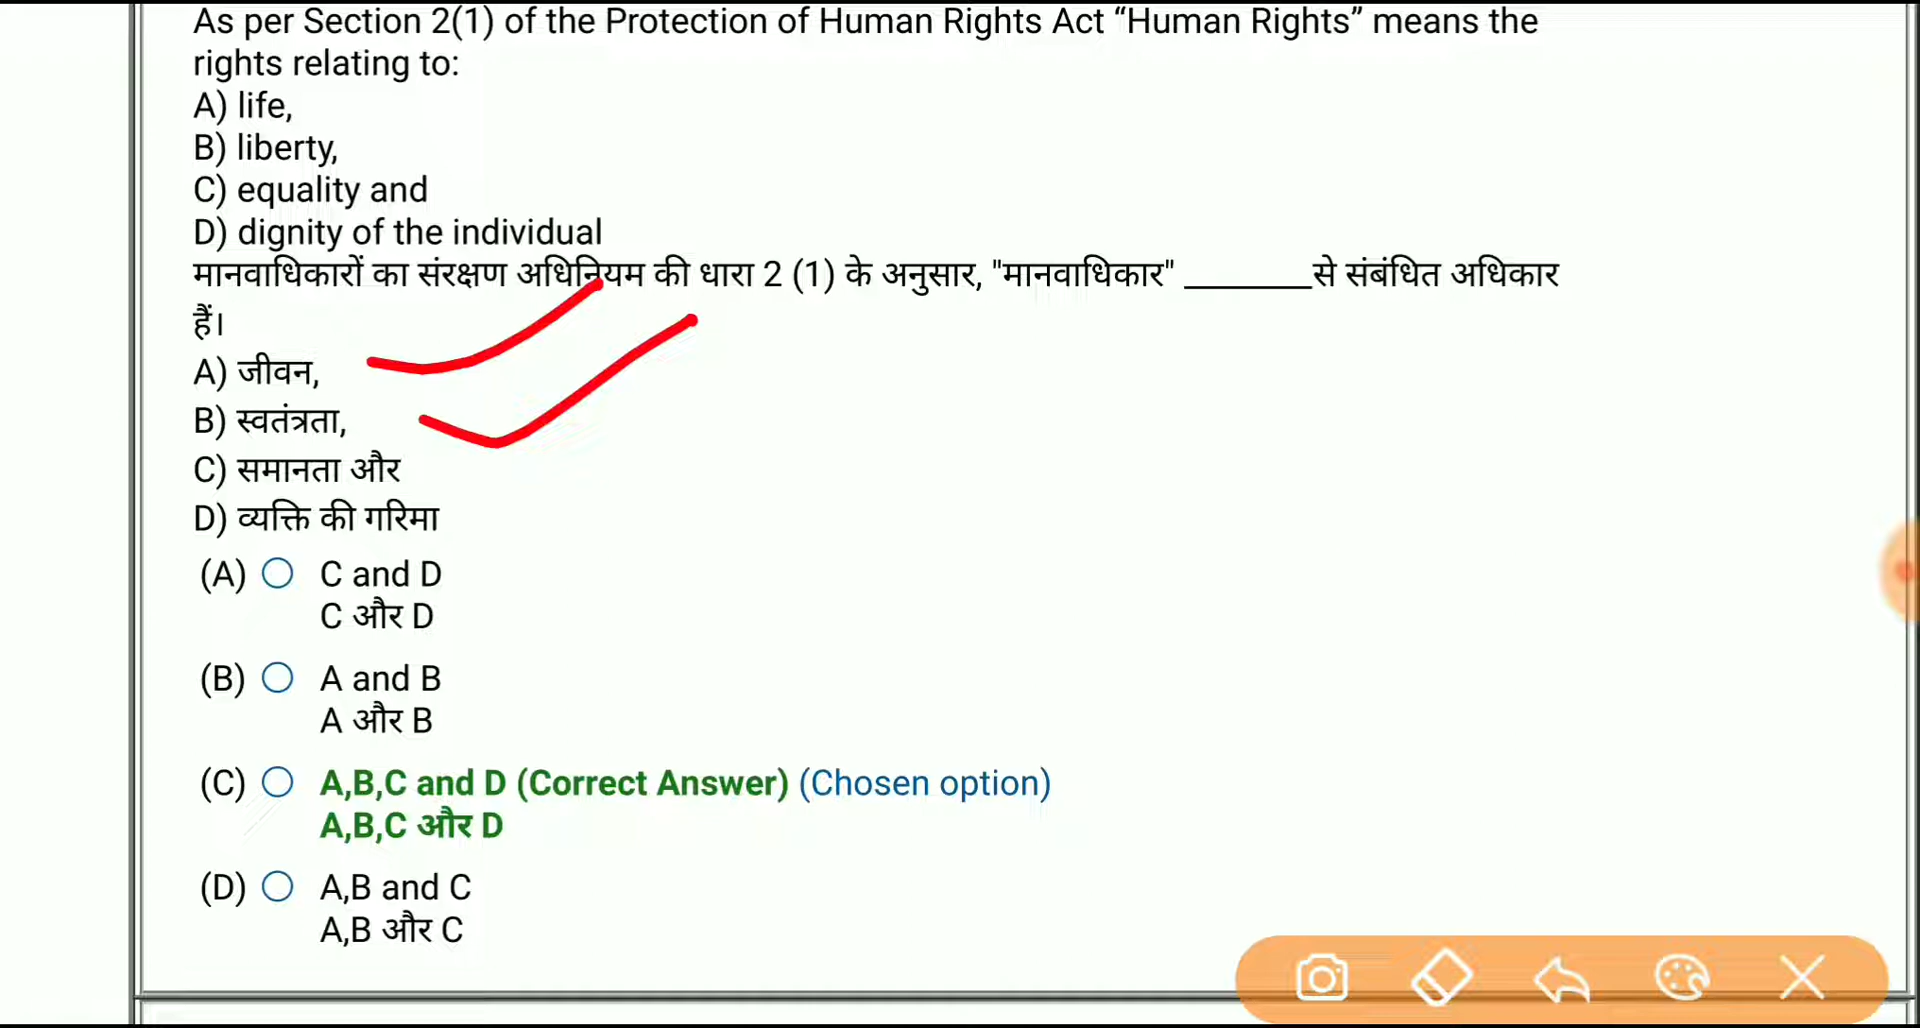 As per Section 2(1) of the Protection of Human Rights Act “Human Rights” means the
rights relating to:
A) life,
B) liberty,
C) equality and
D) dignity of the individual
मानवाधिकारों का संरक्षण अधिनियम की धारा 2 (1) के अनुसार, "मानवाधिकार" _______से संबंधित अधिकार
हैं।
A) जीवन,
B) स्वतंत्रता,
C) समानता और
D) व्यक्ति की गरिमा
(A) C and D
C और D
(B) A and B
A और B
(C) A,B,C and D (Correct Answer) (Chosen option)
A,B,C और D
(D) A,B and C
A,B और C